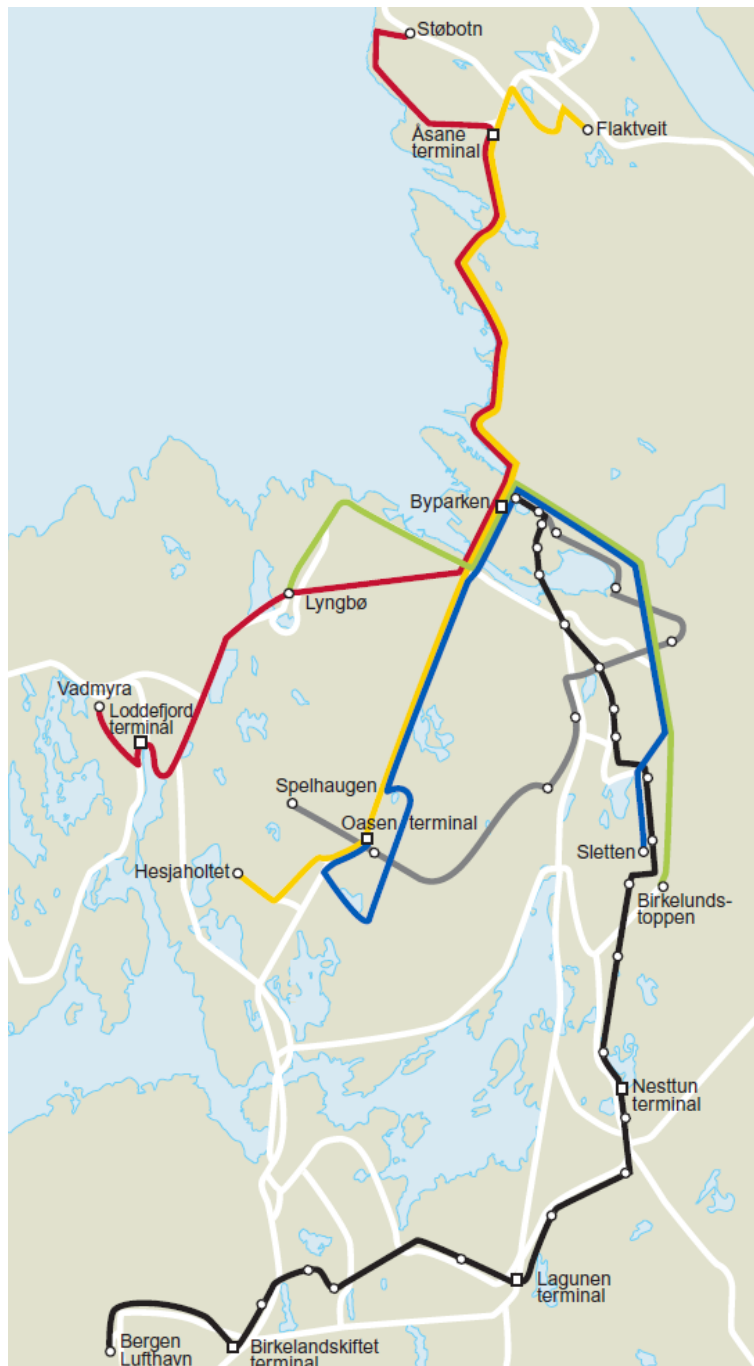 Støbotn
Flaktveit
Åsane
terminal
Byparken
Lyngbø
Vadmyra
Loddefjord
terminal
Spelhaugen
Oasen terminal
Hesjaholtet
Sletten
Birkelunds-
toppen
Nesttun
terminal
Lagunen
terminal
Bergen
Lufthavn
Birkelandskiftet
terminal